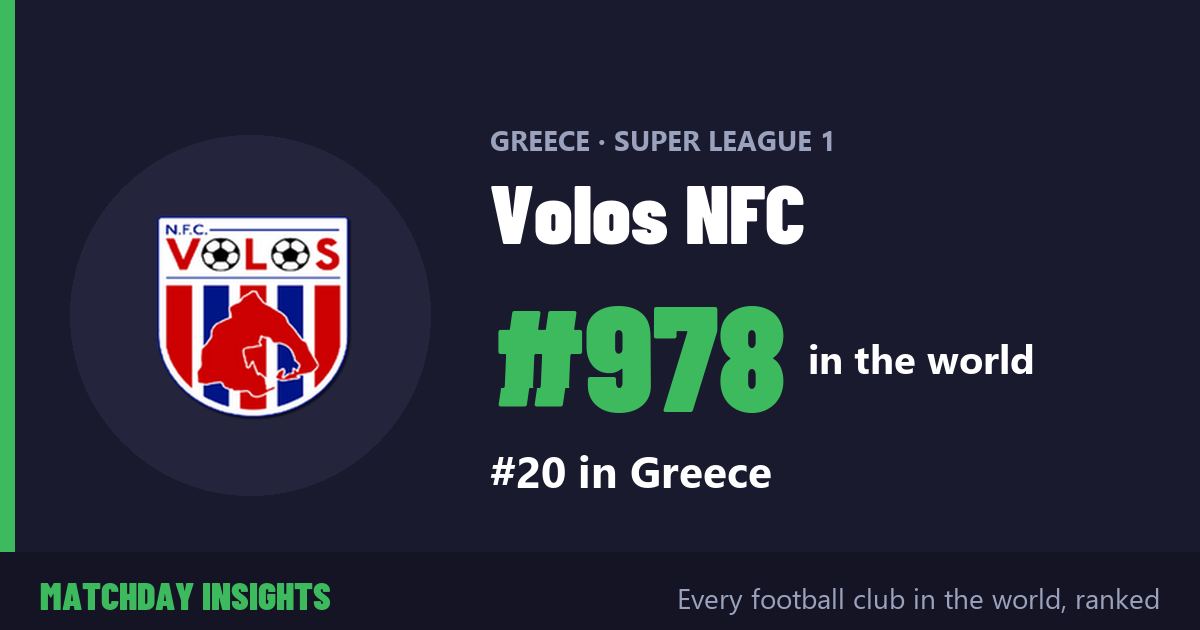 GREECE · SUPER LEAGUE 1
Volos NFC
N.F.C.
VOLOS
#978 in the world
#20 in Greece
MATCHDAY INSIGHTS
Every football club in the world, ranked